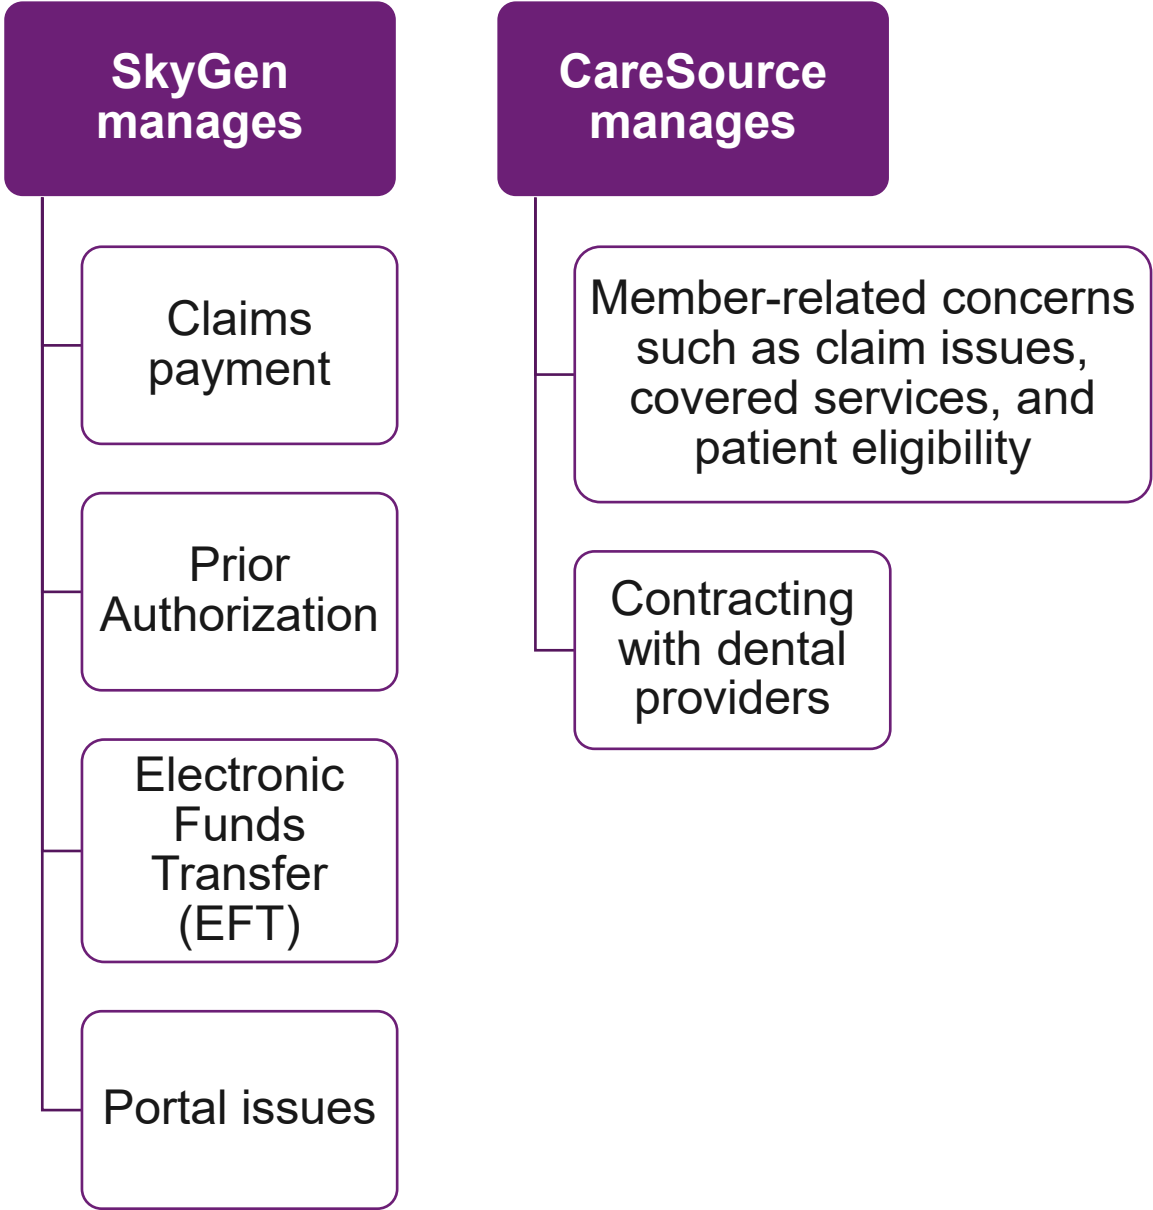 SkyGen
manages
Claims
payment
Prior
Authorization
Electronic
Funds
Transfer
(EFT)
Portal issues
CareSource
manages
Member-related concerns
such as claim issues,
covered services, and
patient eligibility
Contracting
with dental
providers